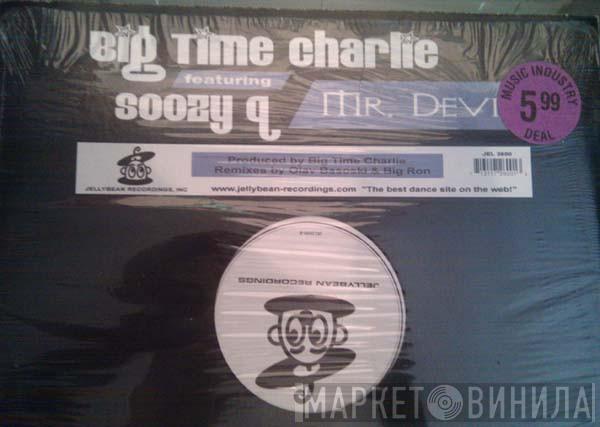 Big Time Charlie
featuring
Soozy Q
Mr. Devi
MUSIC INDUSTRY
5.99
DEAL
JELLYBEAN RECORDINGS, INC
Produced by Big Time Charlie
Remixes by Olav Basoski & Big Ron
www.jellybean-recordings.com "The best dance site on the web!"
JEL 2600
JELLYBEAN RECORDINGS
МАРКЕТ ВИНИЛА